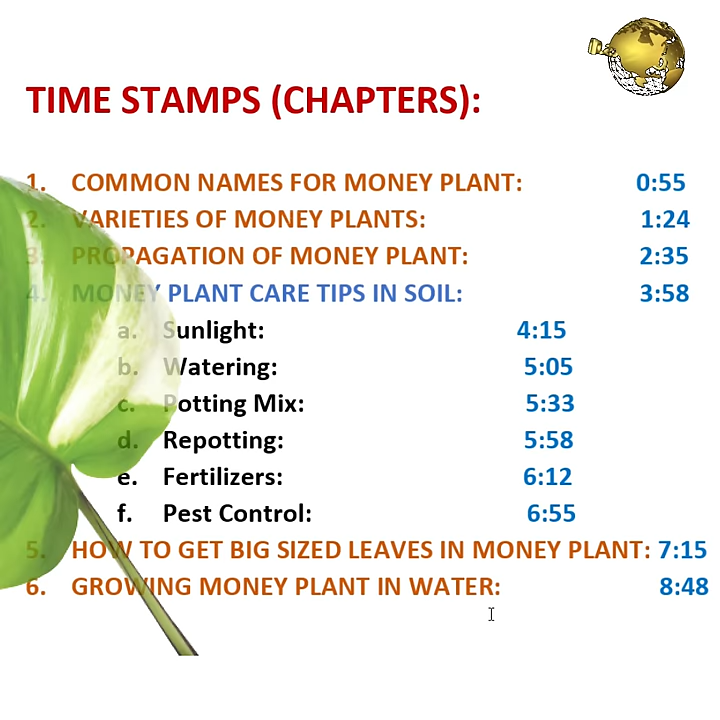 TIME STAMPS (CHAPTERS):
1. COMMON NAMES FOR MONEY PLANT: 0:55
2. VARIETIES OF MONEY PLANTS: 1:24
3. PROPAGATION OF MONEY PLANT: 2:35
4. MONEY PLANT CARE TIPS IN SOIL: 3:58
a. Sunlight: 4:15
b. Watering: 5:05
c. Potting Mix: 5:33
d. Repotting: 5:58
e. Fertilizers: 6:12
f. Pest Control: 6:55
5. HOW TO GET BIG SIZED LEAVES IN MONEY PLANT: 7:15
6. GROWING MONEY PLANT IN WATER: 8:48